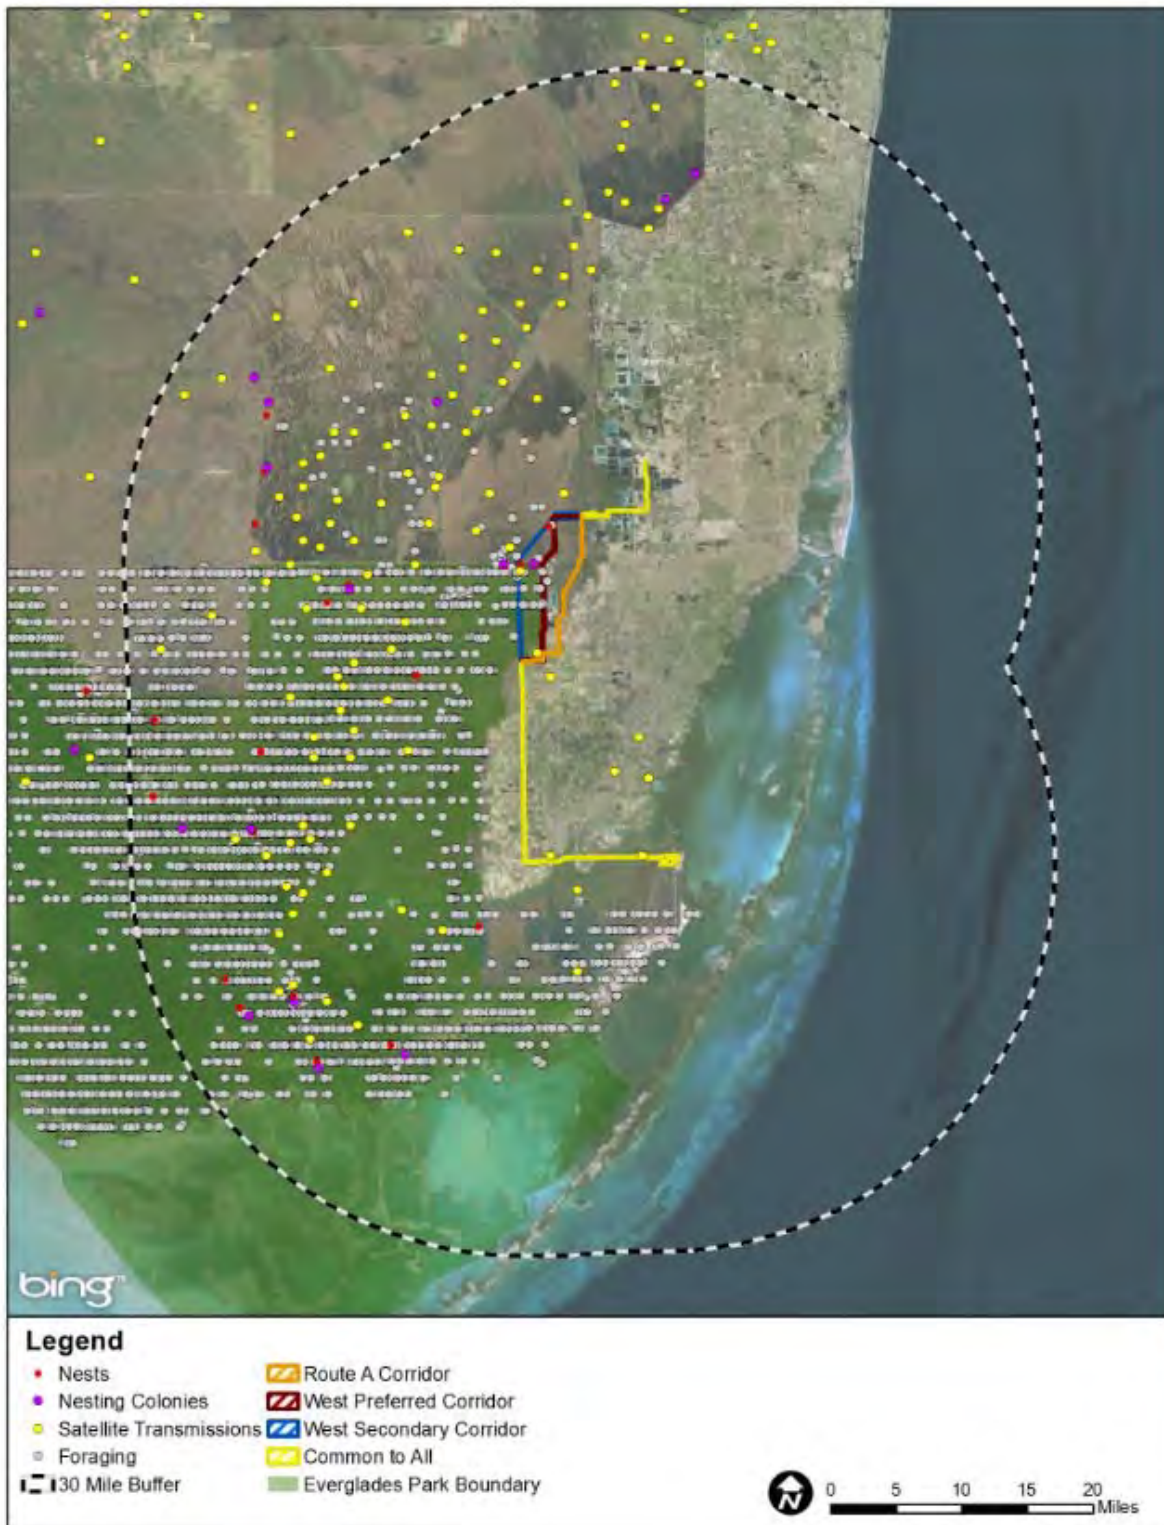 bing™
Legend
Nests
Nesting Colonies
Satellite Transmissions
Foraging
30 Mile Buffer
Route A Corridor
West Preferred Corridor
West Secondary Corridor
Common to All
Everglades Park Boundary
N
0 5 10 15 20
Miles